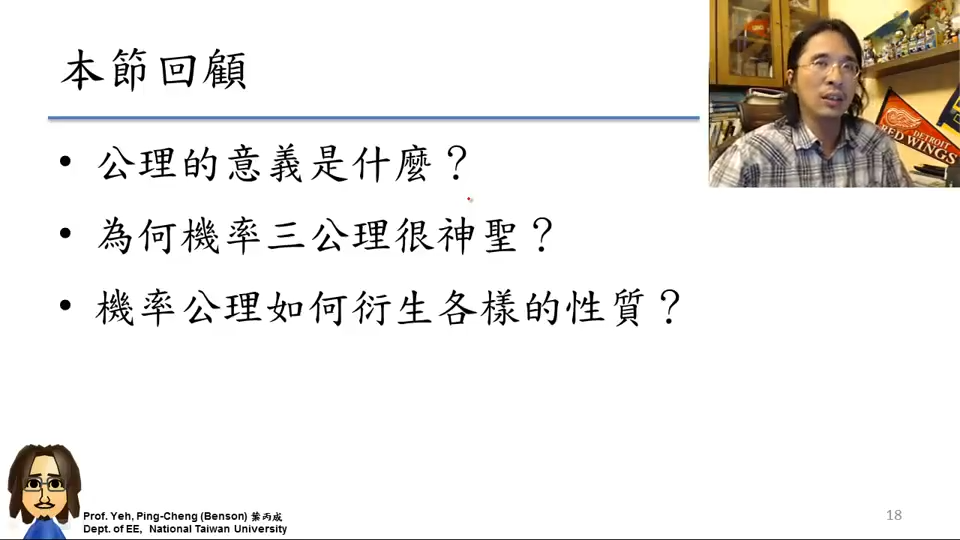 本節回顧
DETROIT
RED WINGS
• 公理的意義是什麼？
• 為何機率三公理很神聖？
• 機率公理如何衍生各樣的性質？
Prof. Yeh, Ping-Cheng (Benson) 葉丙成
Dept. of EE, National Taiwan University
18